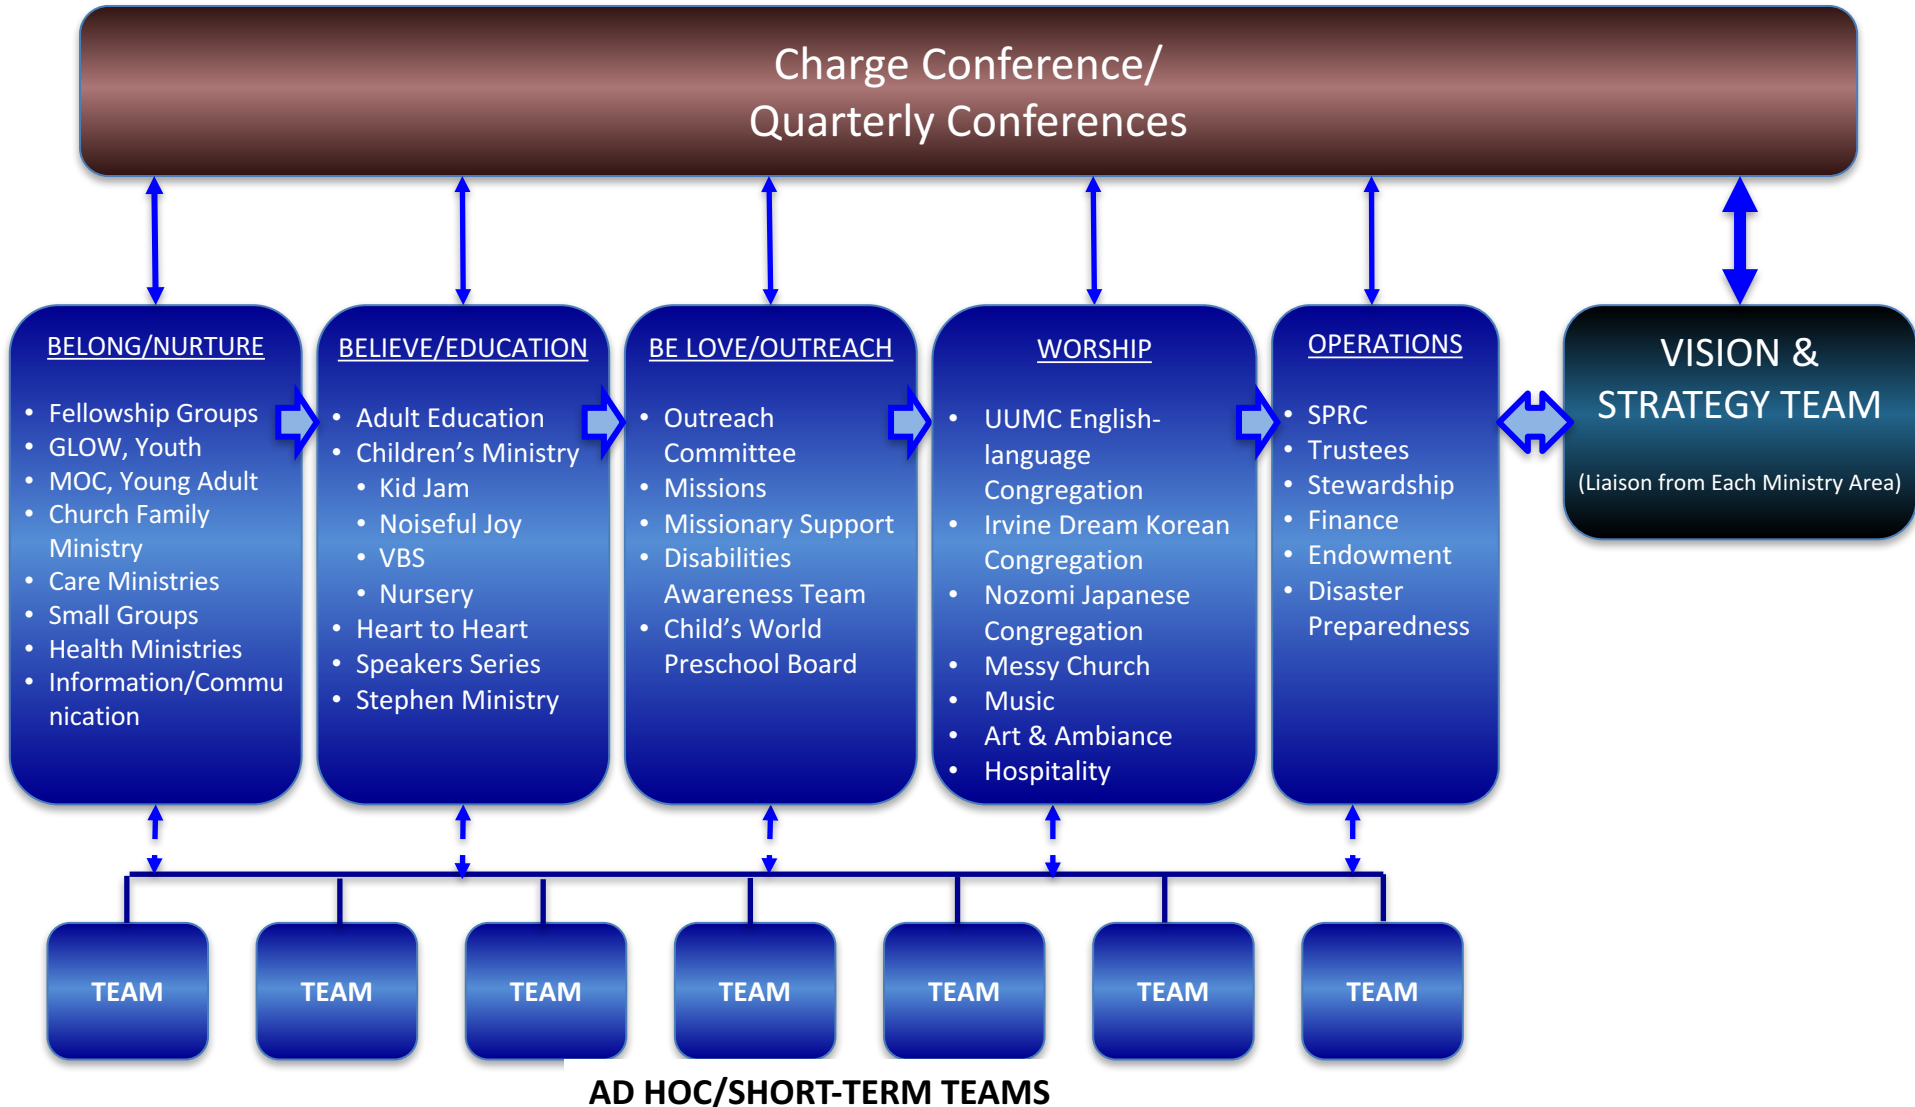 Charge Conference/
Quarterly Conferences
BELONG/NURTURE
• Fellowship Groups
• GLOW, Youth
• MOC, Young Adult
• Church Family
Ministry
• Care Ministries
• Small Groups
• Health Ministries
• Information/Commu
nication
BELIEVE/EDUCATION
• Adult Education
• Children’s Ministry
• Kid Jam
• Noiseful Joy
• VBS
• Nursery
• Heart to Heart
• Speakers Series
• Stephen Ministry
BE LOVE/OUTREACH
• Outreach
Committee
• Missions
• Missionary Support
• Disabilities
Awareness Team
• Child’s World
Preschool Board
WORSHIP
• UUMC English-
language
Congregation
• Irvine Dream Korean
Congregation
• Nozomi Japanese
Congregation
• Messy Church
• Music
• Art & Ambiance
• Hospitality
OPERATIONS
• SPRC
• Trustees
• Stewardship
• Finance
• Endowment
• Disaster
Preparedness
VISION &
STRATEGY TEAM
(Liaison from Each Ministry Area)
TEAM
TEAM
TEAM
TEAM
TEAM
TEAM
TEAM
AD HOC/SHORT-TERM TEAMS